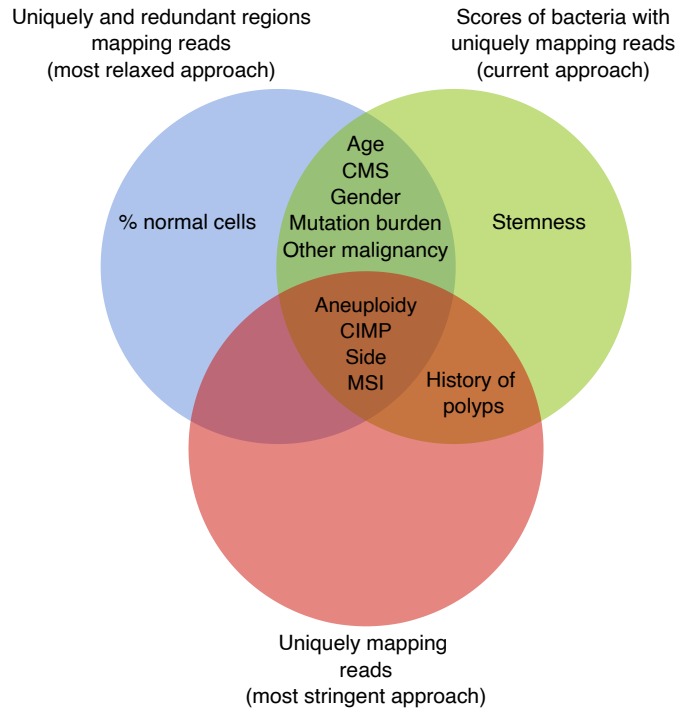 Uniquely and redundant regions
mapping reads
(most relaxed approach)
Scores of bacteria with
uniquely mapping reads
(current approach)
Age
CMS
Gender
Mutation burden
Other malignancy
% normal cells
Stemness
Aneuploidy
CIMP
Side
MSI
History of
polyps
Uniquely mapping
reads
(most stringent approach)